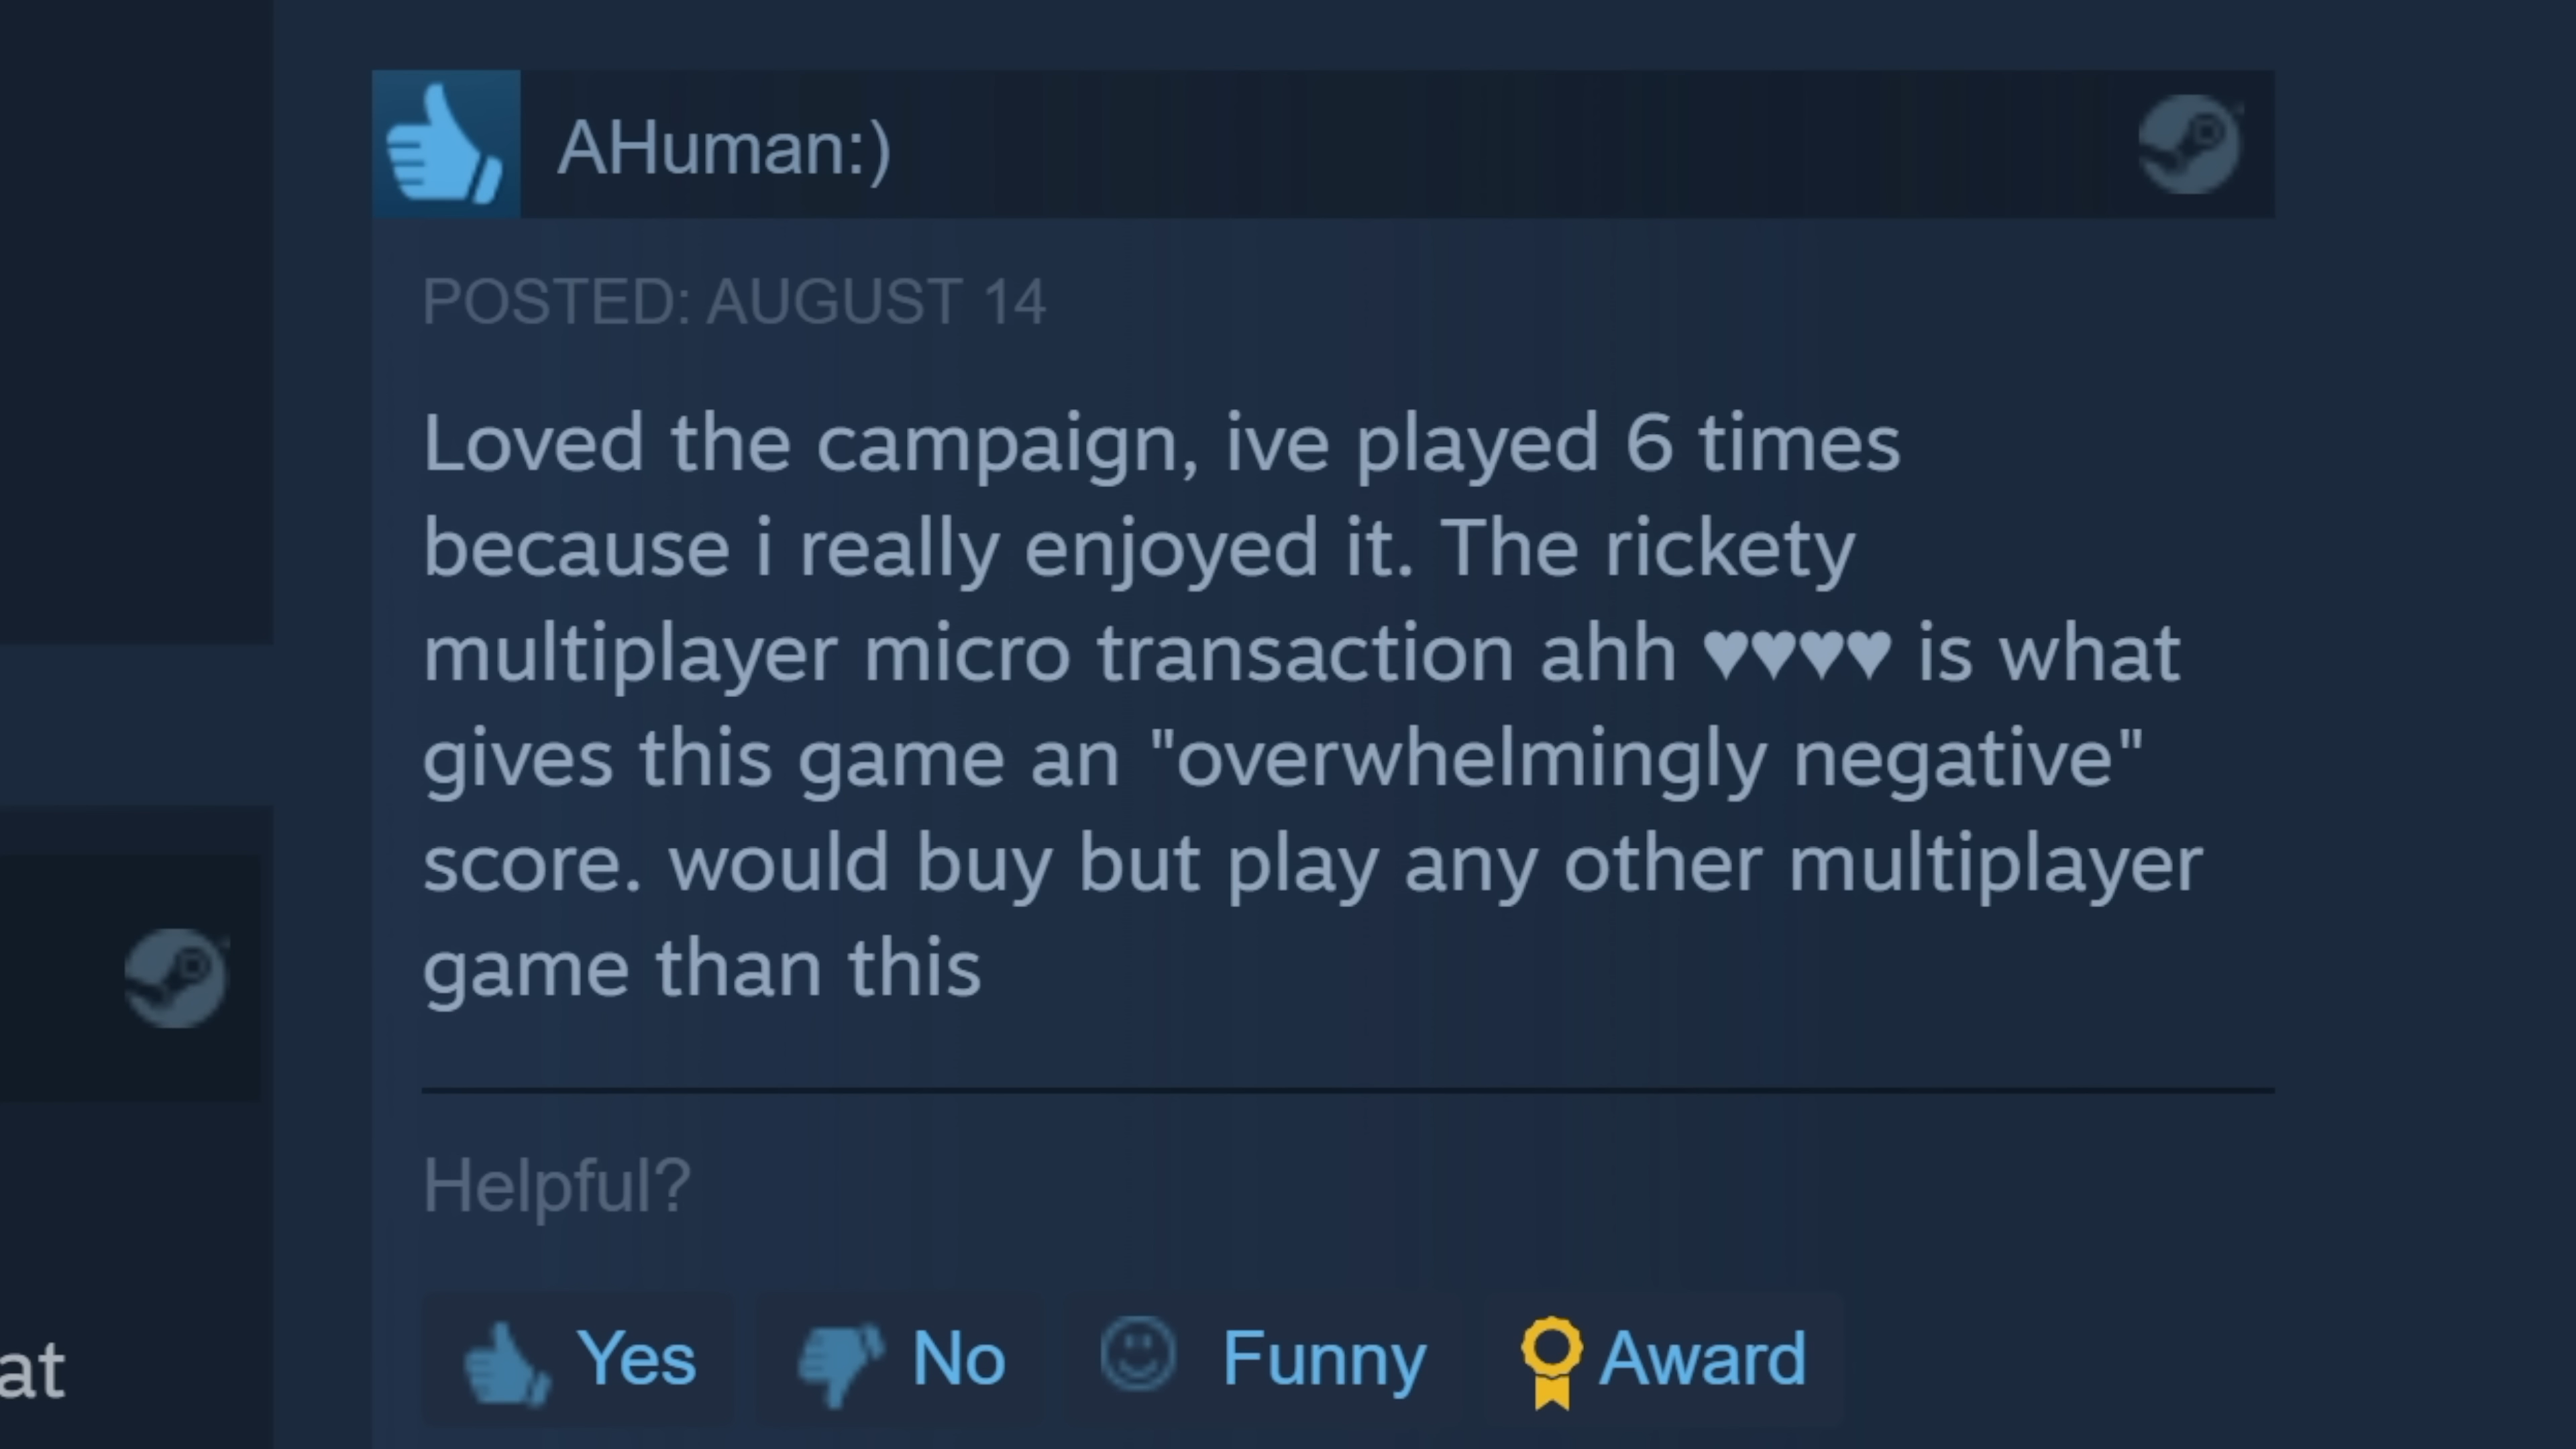 AHuman:)
POSTED: AUGUST 14
Loved the campaign, ive played 6 times
because i really enjoyed it. The rickety
multiplayer micro transaction ahh ♥♥♥♥ is what
gives this game an "overwhelmingly negative"
score. would buy but play any other multiplayer
game than this
Helpful?
Yes No Funny Award
at